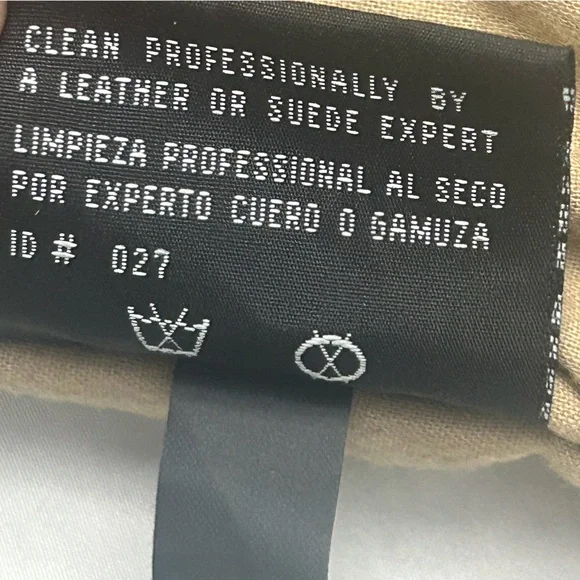 CLEAN PROFESSIONALLY BY
A LEATHER OR SUEDE EXPERT
LIMPIEZA PROFESSIONAL AL SECO
POR EXPERTO CUERO O GAMUZA
ID # 027